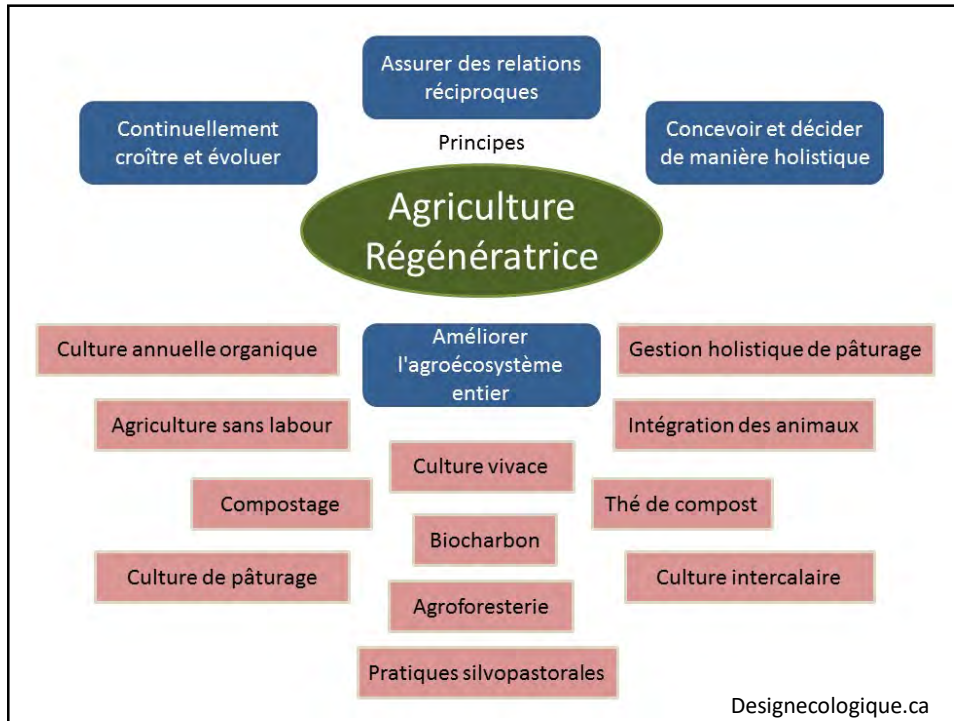 Assurer des relations
réciproques
Continuellement
croître et évoluer
Principes
Concevoir et décider
de manière holistique
Agriculture
Régénératrice
Culture annuelle organique
Améliorer
l'agroécosystème
entier
Gestion holistique de pâturage
Agriculture sans labour
Intégration des animaux
Culture vivace
Compostage
Thé de compost
Biocharbon
Culture de pâturage
Culture intercalaire
Agroforesterie
Pratiques silvopastorales
Designecologique.ca